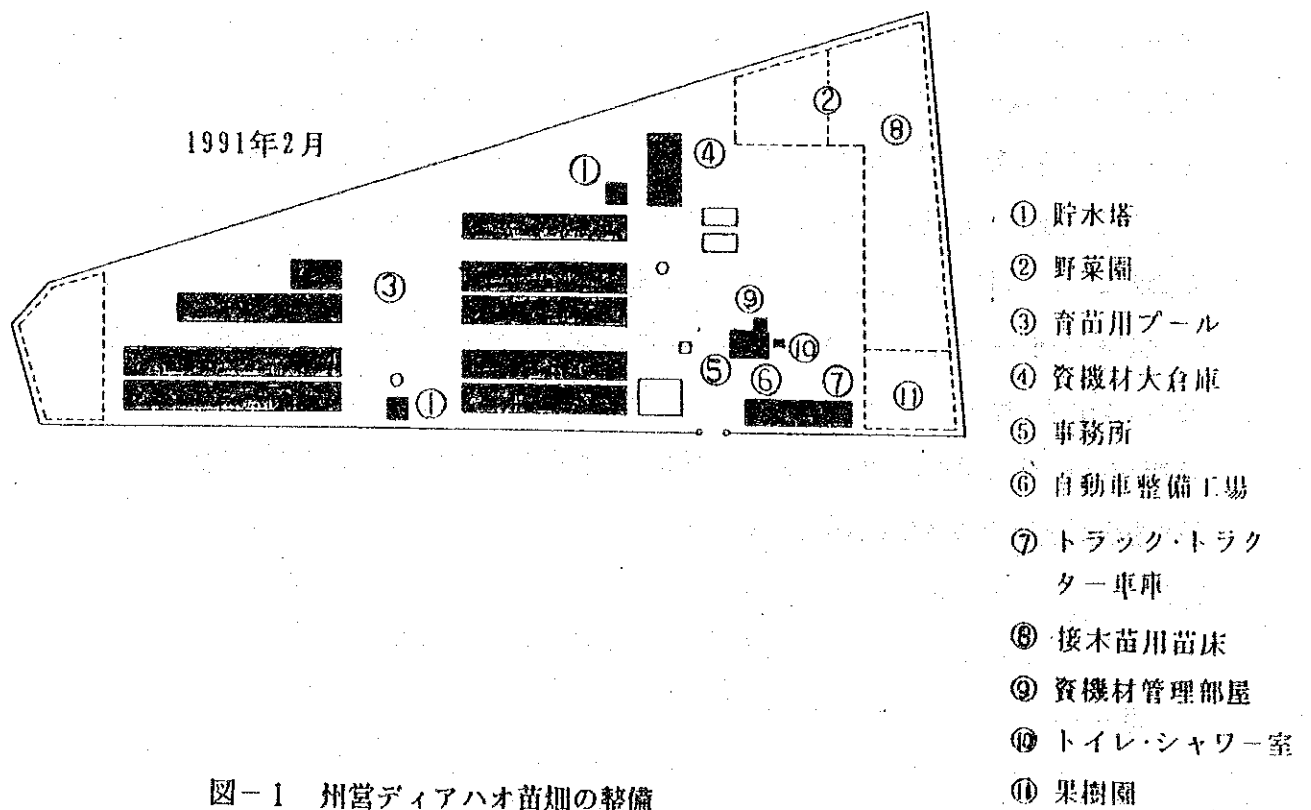 1991年2月
②
⑧
①
④
③
⑨
⑩
⑤
⑥
⑦
①
⑪
① 貯水塔
② 野菜園
③ 育苗用プール
④ 資機材大倉庫
⑤ 事務所
⑥ 自動車整備工場
⑦ トラック・トラク
ター車庫
⑧ 接木苗用苗床
⑨ 資機材管理部屋
⑩ トイレ・シャワー室
⑪ 果樹園
図-1 州営ディアハオ苗畑の整備